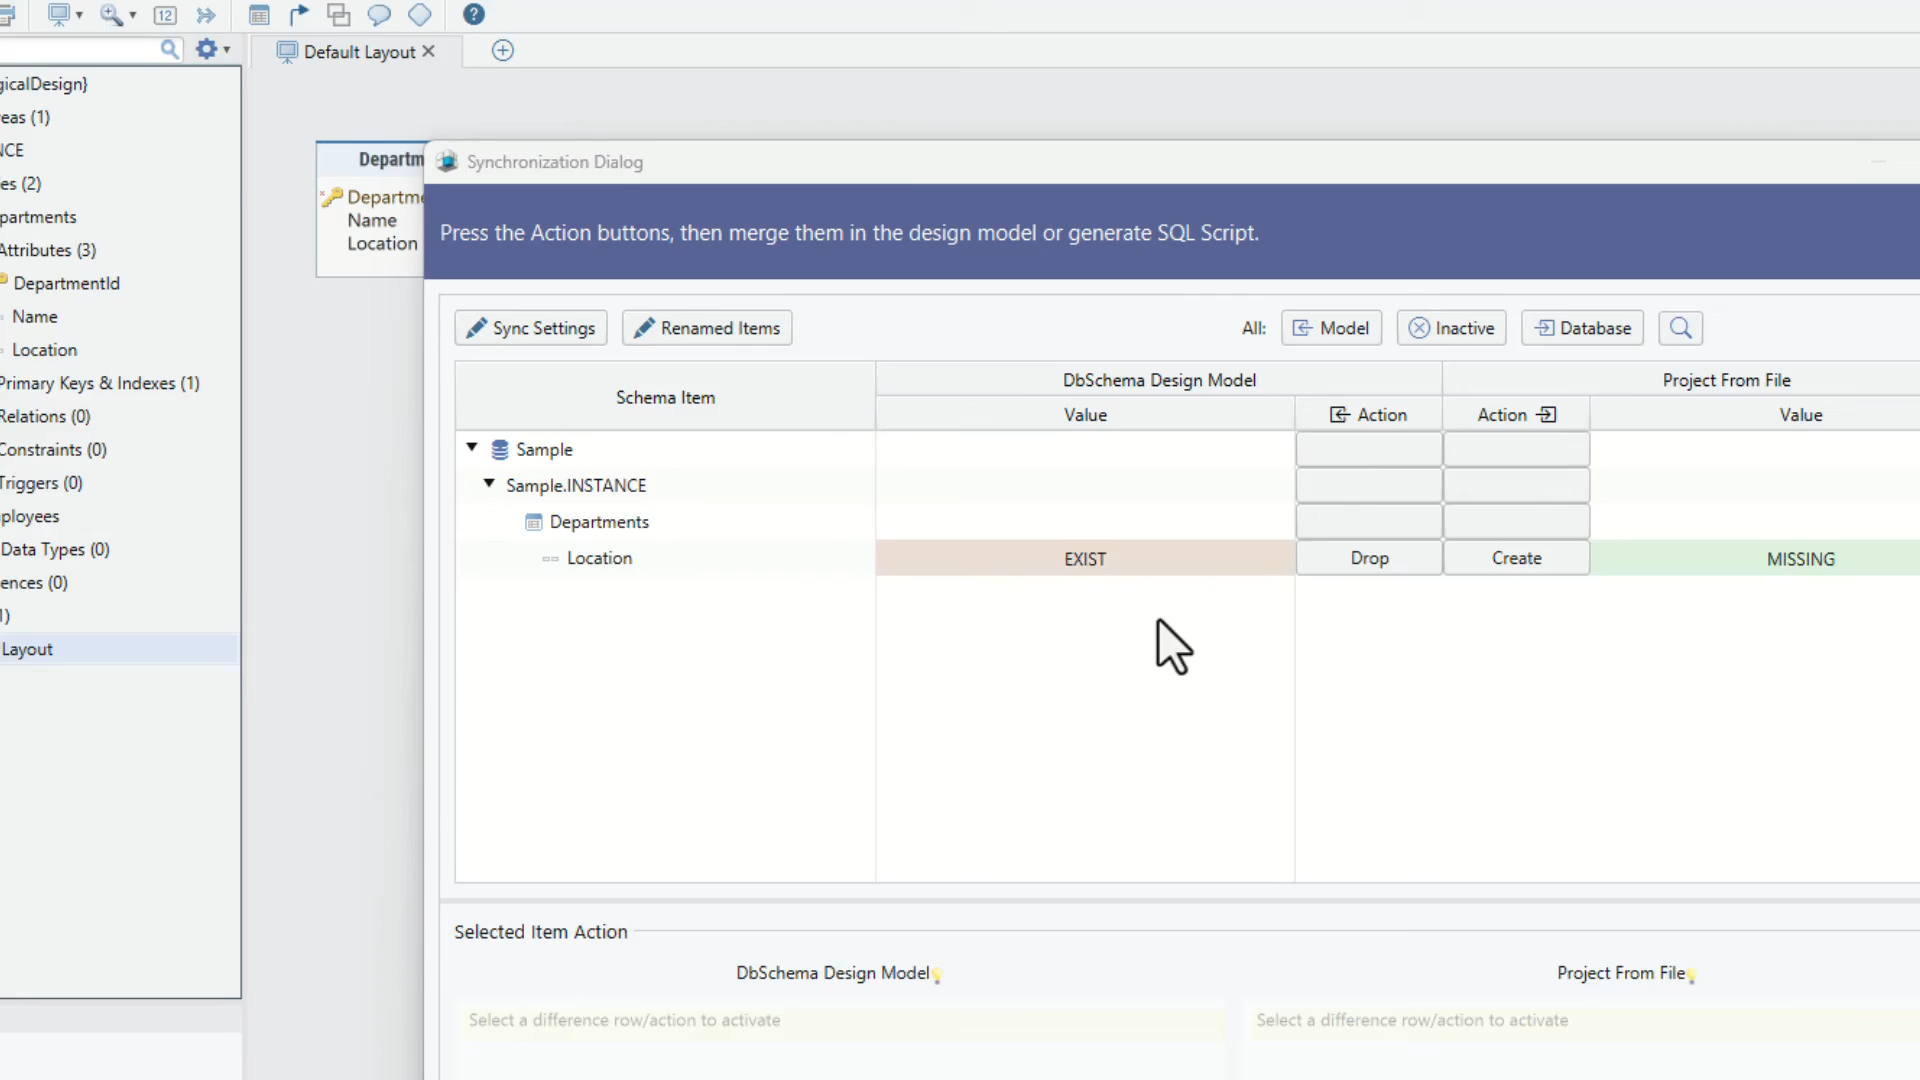 12
?
Default Layout
gicalDesign}
eas (1)
NCE
es (2)
partments
Attributes (3)
DepartmentId
Name
Location
Primary Keys & Indexes (1)
Relations (0)
Constraints (0)
Triggers (0)
ployees
Data Types (0)
ences (0)
1)
Layout
Departm
Departme
Name
Location
Synchronization Dialog
Press the Action buttons, then merge them in the design model or generate SQL Script.
Sync Settings
Renamed Items
All:
Model
Inactive
Database
Schema Item
DbSchema Design Model
Project From File
Value
Action
Action
Value
Sample
Sample.INSTANCE
Departments
Location
EXIST
Drop
Create
MISSING
Selected Item Action
DbSchema Design Model
Project From File
Select a difference row/action to activate
Select a difference row/action to activate